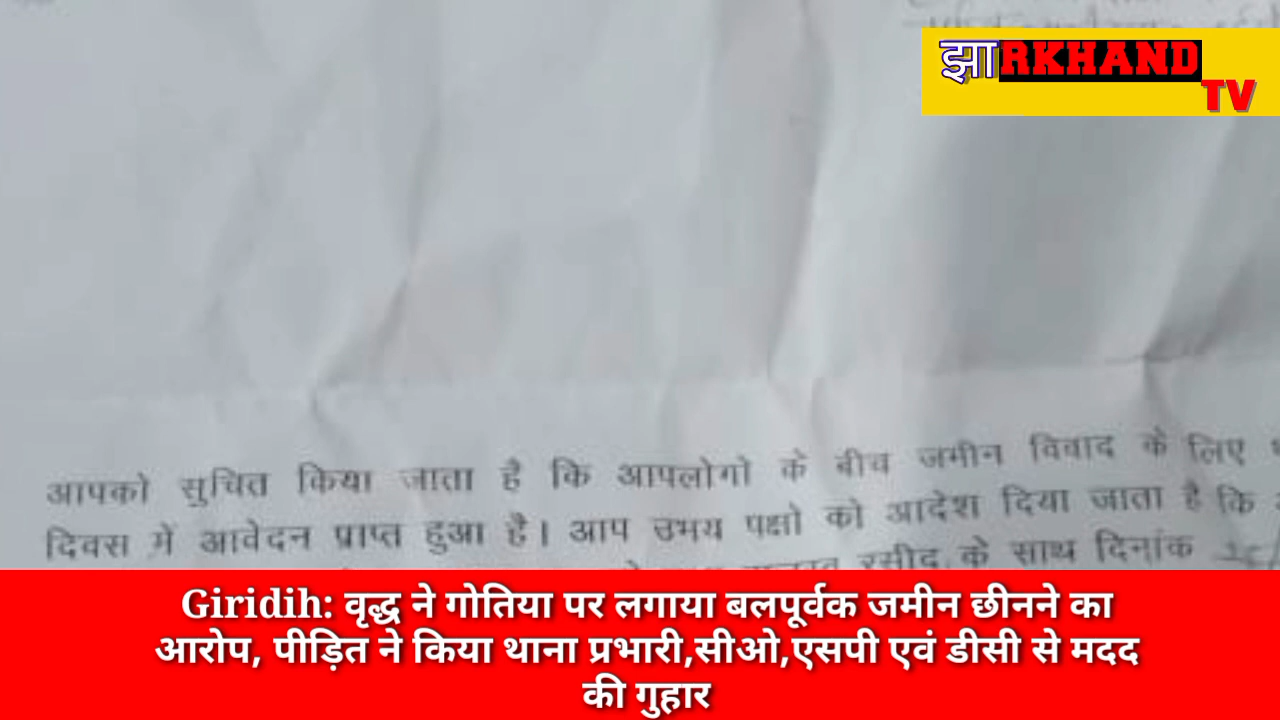 झाRKHAND
TV
आपको सुचित किया जाता है कि आपलोगो के बीच जमीन विवाद के लिए
दिवस में आवेदन प्राप्त हुआ है। आप उभय पक्षो को आदेश दिया जाता है कि
रसीद के साथ दिनांक
Giridih: वृद्ध ने गोतिया पर लगाया बलपूर्वक जमीन छीनने का
आरोप, पीड़ित ने किया थाना प्रभारी,सीओ,एसपी एवं डीसी से मदद
की गुहार